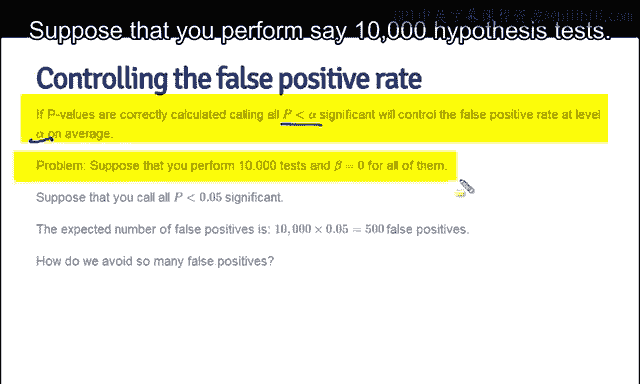 Suppose that you perform say 10,000 hypothesis tests.
Controlling the false positive rate
If P-values are correctly calculated calling all P < α significant will control the false positive rate at level
α on average.
Problem: Suppose that you perform 10.000 tests and β = 0 for all of them.
Suppose that you call all P < 0.05 significant.
The expected number of false positives is: 10,000 × 0.05 = 500 false positives.
How do we avoid so many false positives?